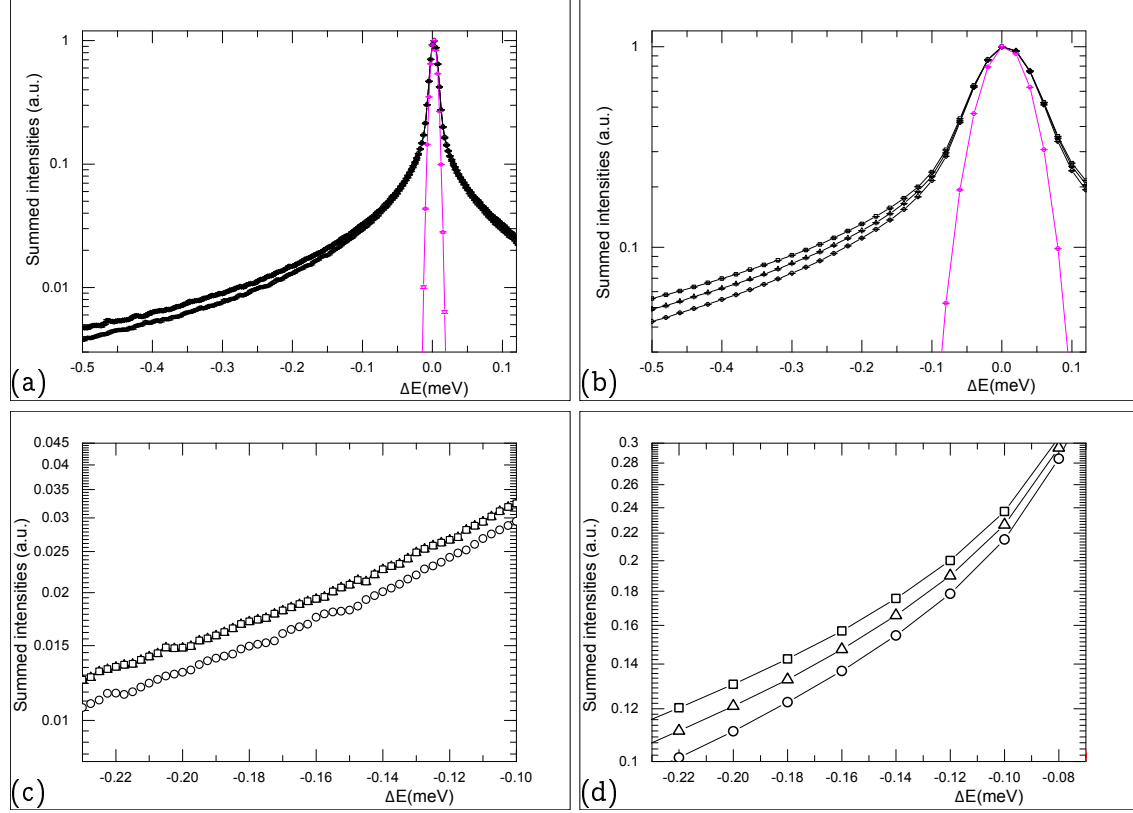 1
0.1
0.01
Summed intensities (a.u.)
-0.5 -0.4 -0.3 -0.2 -0.1 0.0 0.1
ΔE(meV)
(a)
1
0.1
Summed intensities (a.u.)
-0.5 -0.4 -0.3 -0.2 -0.1 0.0 0.1
ΔE(meV)
(b)
0.045
0.04
0.035
0.03
0.025
0.02
0.015
0.01
Summed intensities (a.u.)
-0.22 -0.20 -0.18 -0.16 -0.14 -0.12 -0.10
ΔE(meV)
(c)
0.3
0.28
0.26
0.24
0.22
0.2
0.18
0.16
0.14
0.12
0.1
Summed intensities (a.u.)
-0.22 -0.20 -0.18 -0.16 -0.14 -0.12 -0.10 -0.08
ΔE(meV)
(d)